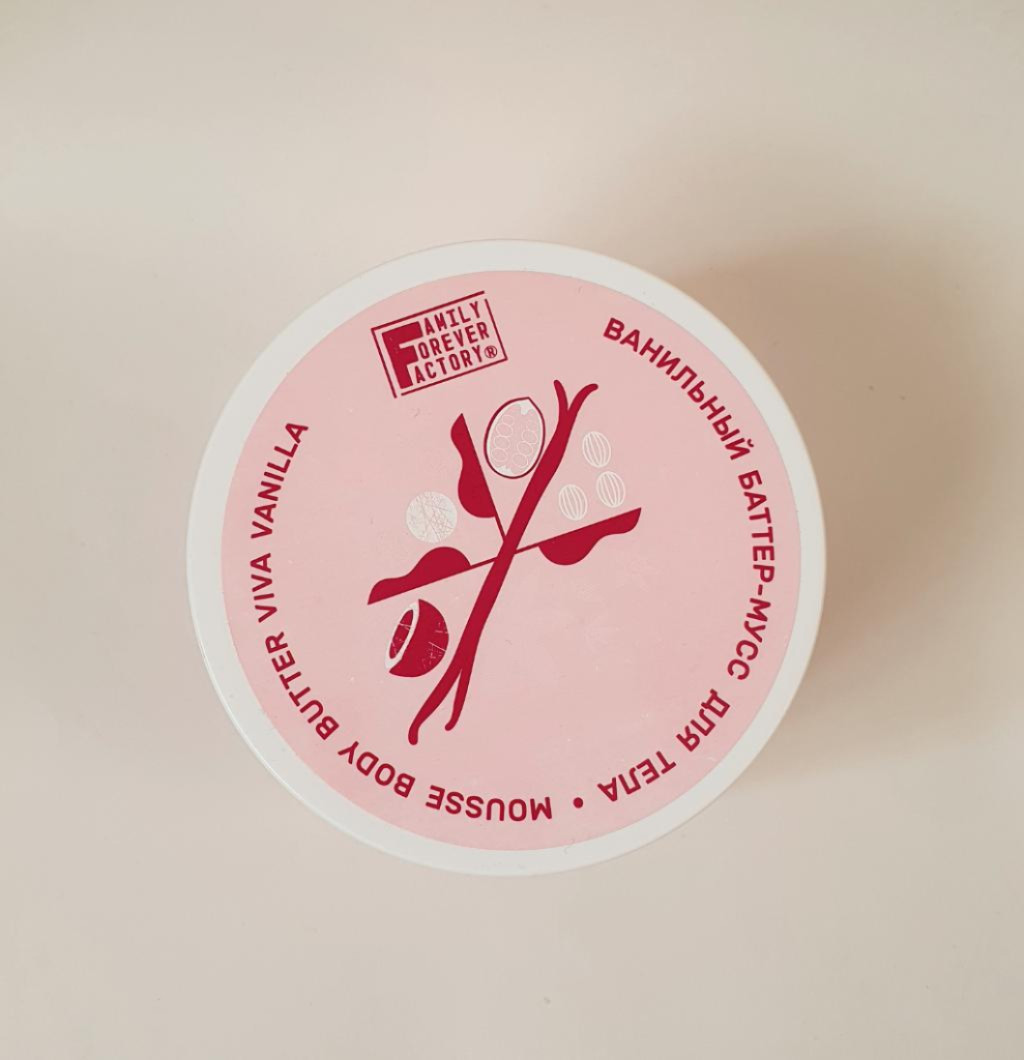 FAMILY
FOREVER
FACTORY®
ВАНИЛЬНЫЙ БАТТЕР-МУСС ДЛЯ ТЕЛА • MOUSSE BODY BUTTER VIVA VANILLA